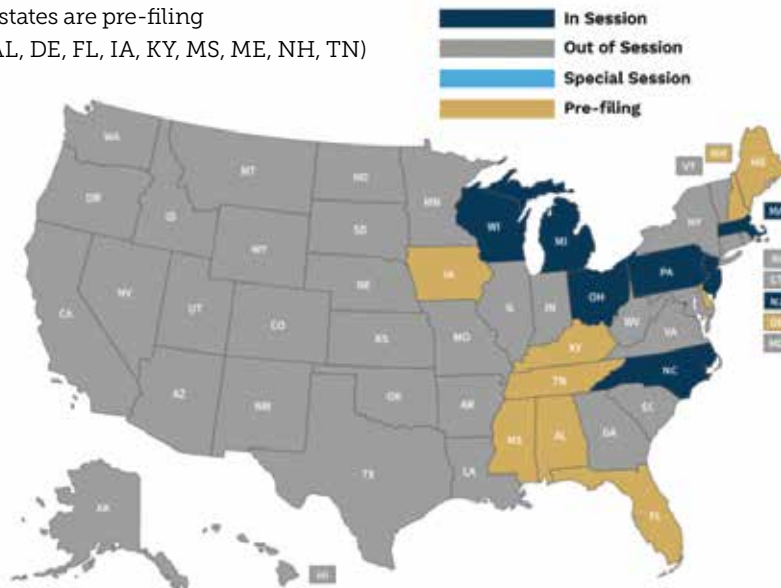 states are pre-filing
AL, DE, FL, IA, KY, MS, ME, NH, TN)
In Session
Out of Session
Special Session
Pre-filing
WA
MT
ND
MN
VT
NH
ME
OR
ID
SD
WI
MI
NY
WY
IA
PA
NV
NE
IL
IN
OH
NJ
CA
UT
CO
KS
MO
WV
VA
KY
AZ
NM
OK
AR
TN
NC
SC
MS
AL
GA
TX
LA
AK
FL
HI